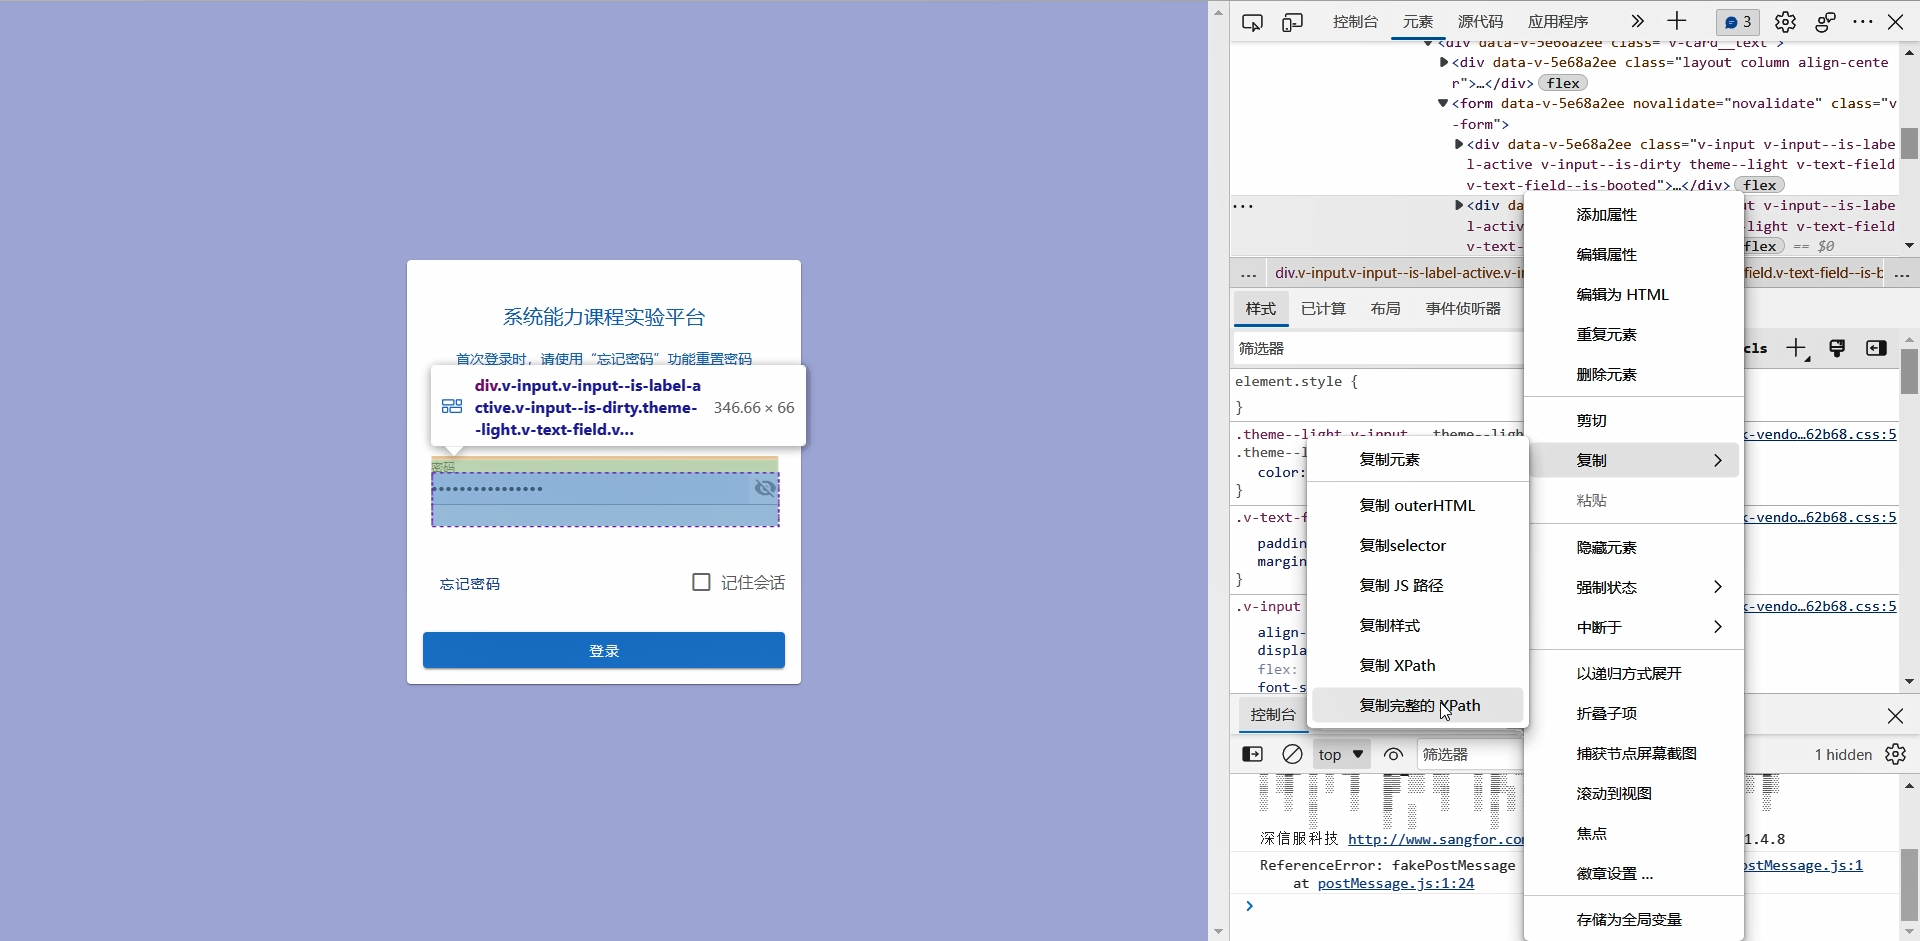 系统能力课程实验平台
首次登录时，请使用“忘记密码”功能重置密码
div.v-input.v-input--is-label-a
ctive.v-input--is-dirty.theme-
-light.v-text-field.v...
346.66 × 66
密码
••••••••••••••••
忘记密码
记住会话
登录
控制台 元素 源代码 应用程序 3
<div data-v-5e68a2ee class="v-card__text">
<div data-v-5e68a2ee class="layout column align-cente
r">…</div> flex
<form data-v-5e68a2ee novalidate="novalidate" class="v
-form">
<div data-v-5e68a2ee class="v-input v-input--is-labe
l-active v-input--is-dirty theme--light v-text-field
v-text-field--is-booted">…</div> flex
<div da ut v-input--is-labe
l-activ light v-text-field
v-text- flex == $0
... div.v-input.v-input--is-label-active.v-i field.v-text-field--is-b ...
样式 已计算 布局 事件侦听器
筛选器 cls
element.style {
}
.theme--light.v-input, .theme--ligh <-vendo…62b68.css:5
.theme--l
color:
}
.v-text-f <-vendo…62b68.css:5
paddin
margin
}
.v-input <-vendo…62b68.css:5
align-
displa
flex:
font-s
添加属性
编辑属性
编辑为 HTML
重复元素
删除元素
剪切
复制
粘贴
隐藏元素
强制状态
中断于
以递归方式展开
折叠子项
捕获节点屏幕截图
滚动到视图
焦点
徽章设置 ...
存储为全局变量
复制元素
复制 outerHTML
复制selector
复制 JS 路径
复制样式
复制 XPath
复制完整的 XPath
控制台
top 筛选器 1 hidden
深信服科技 http://www.sangfor.co 1.4.8
ReferenceError: fakePostMessage ostMessage.js:1
at postMessage.js:1:24